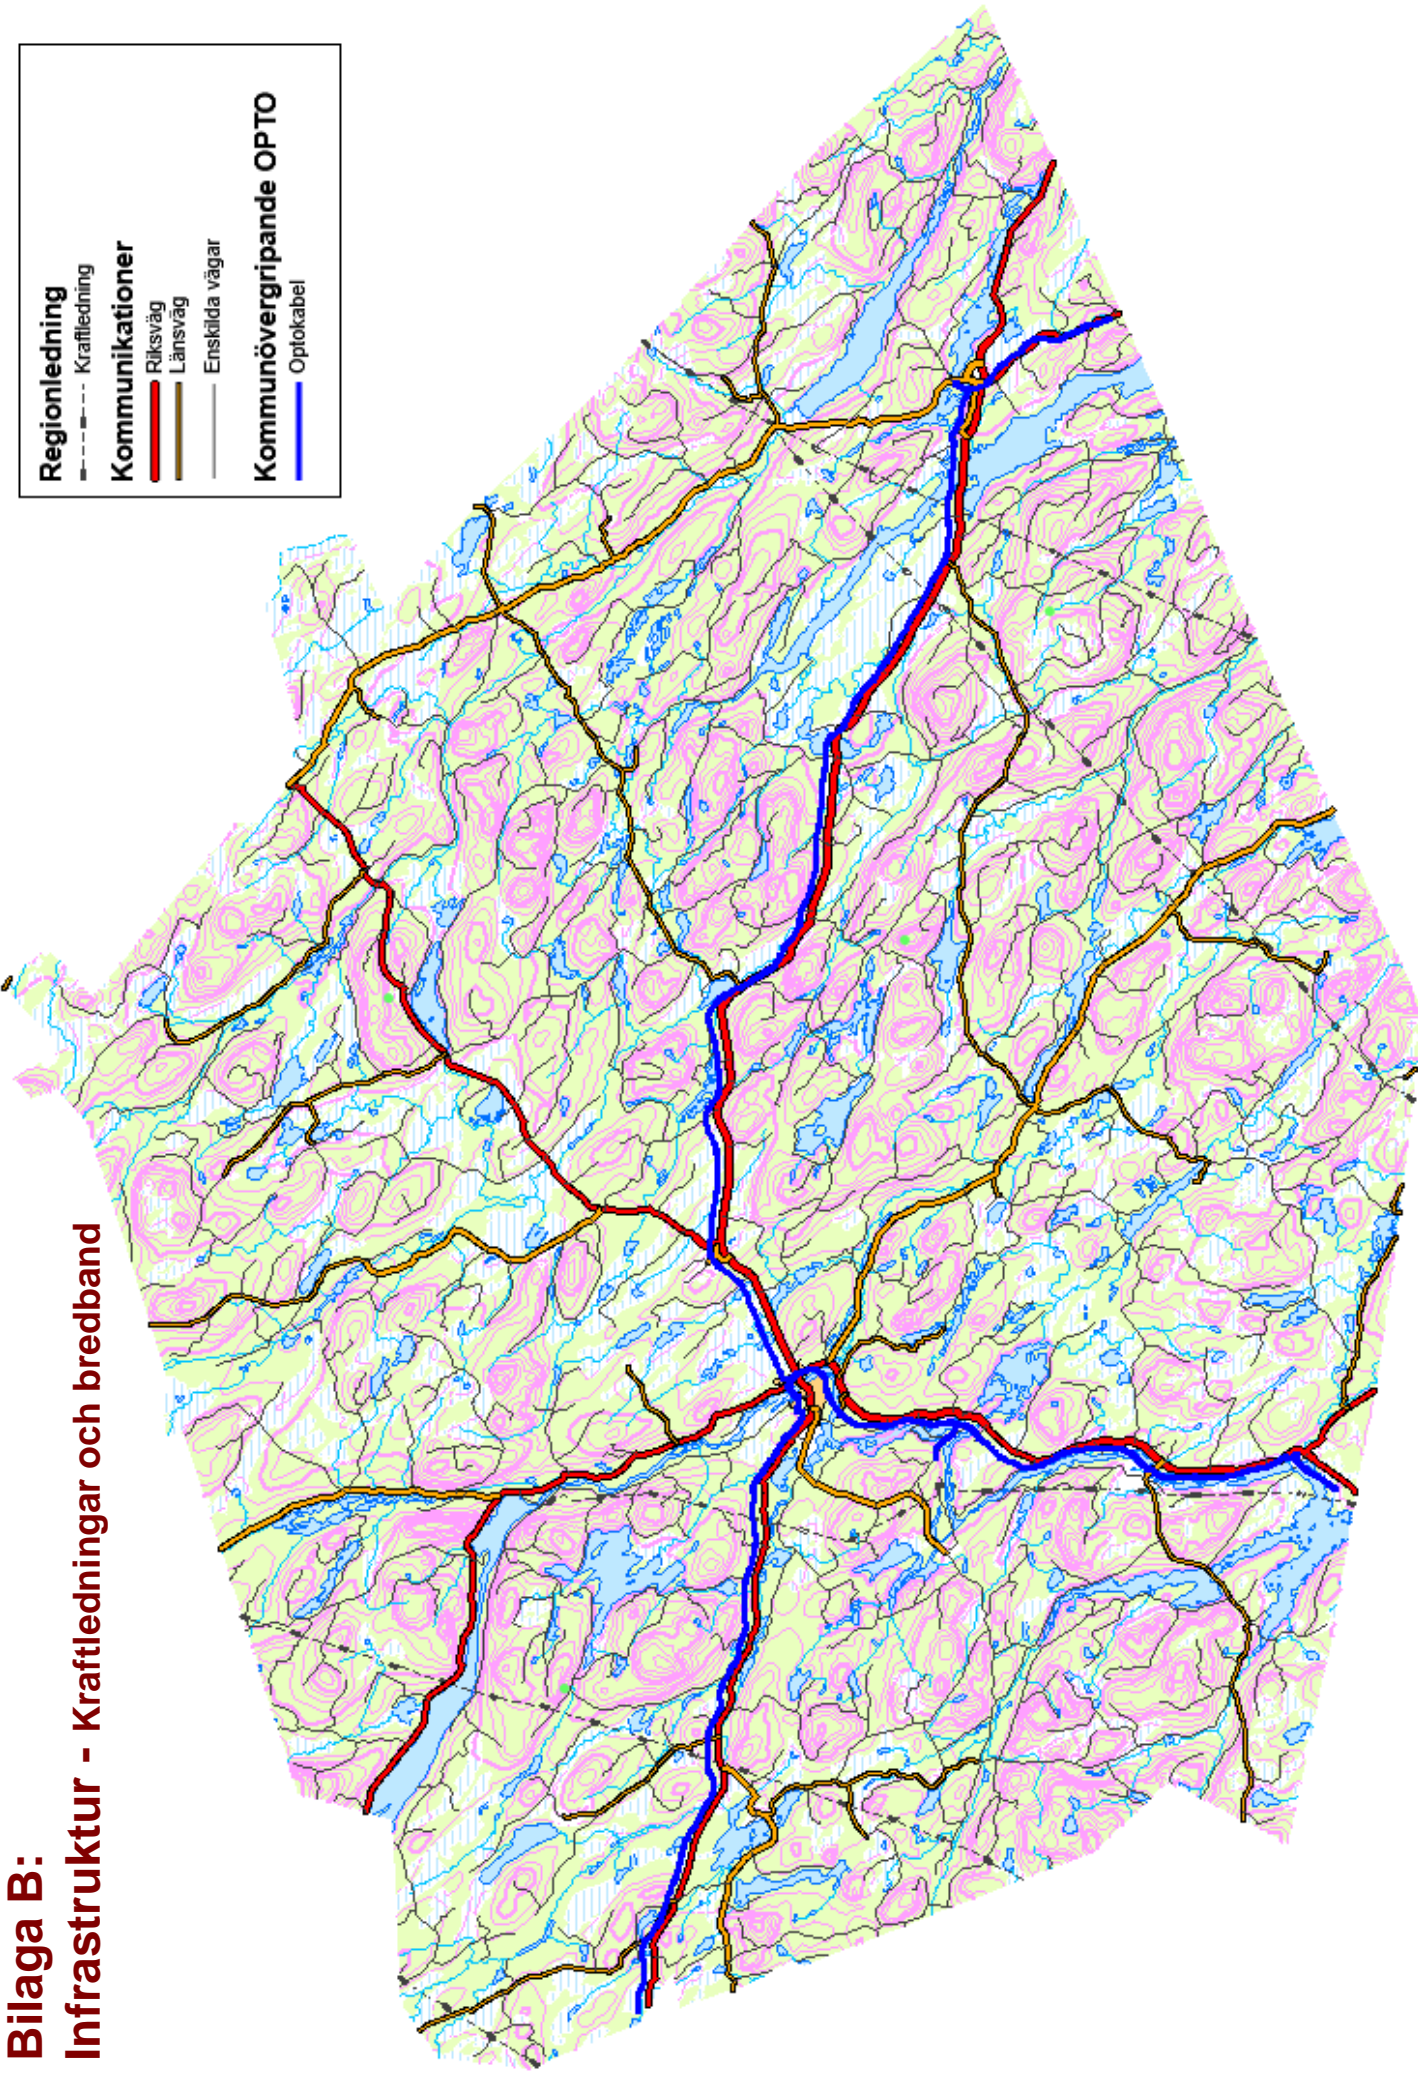 Bilaga B:
Infrastruktur - Kraftledningar och bredband
Regionledning
Kraftledning
Kommunikationer
Riksväg
Länsväg
Enskilda vägar
Kommunövergripande OPTO
Optokabel